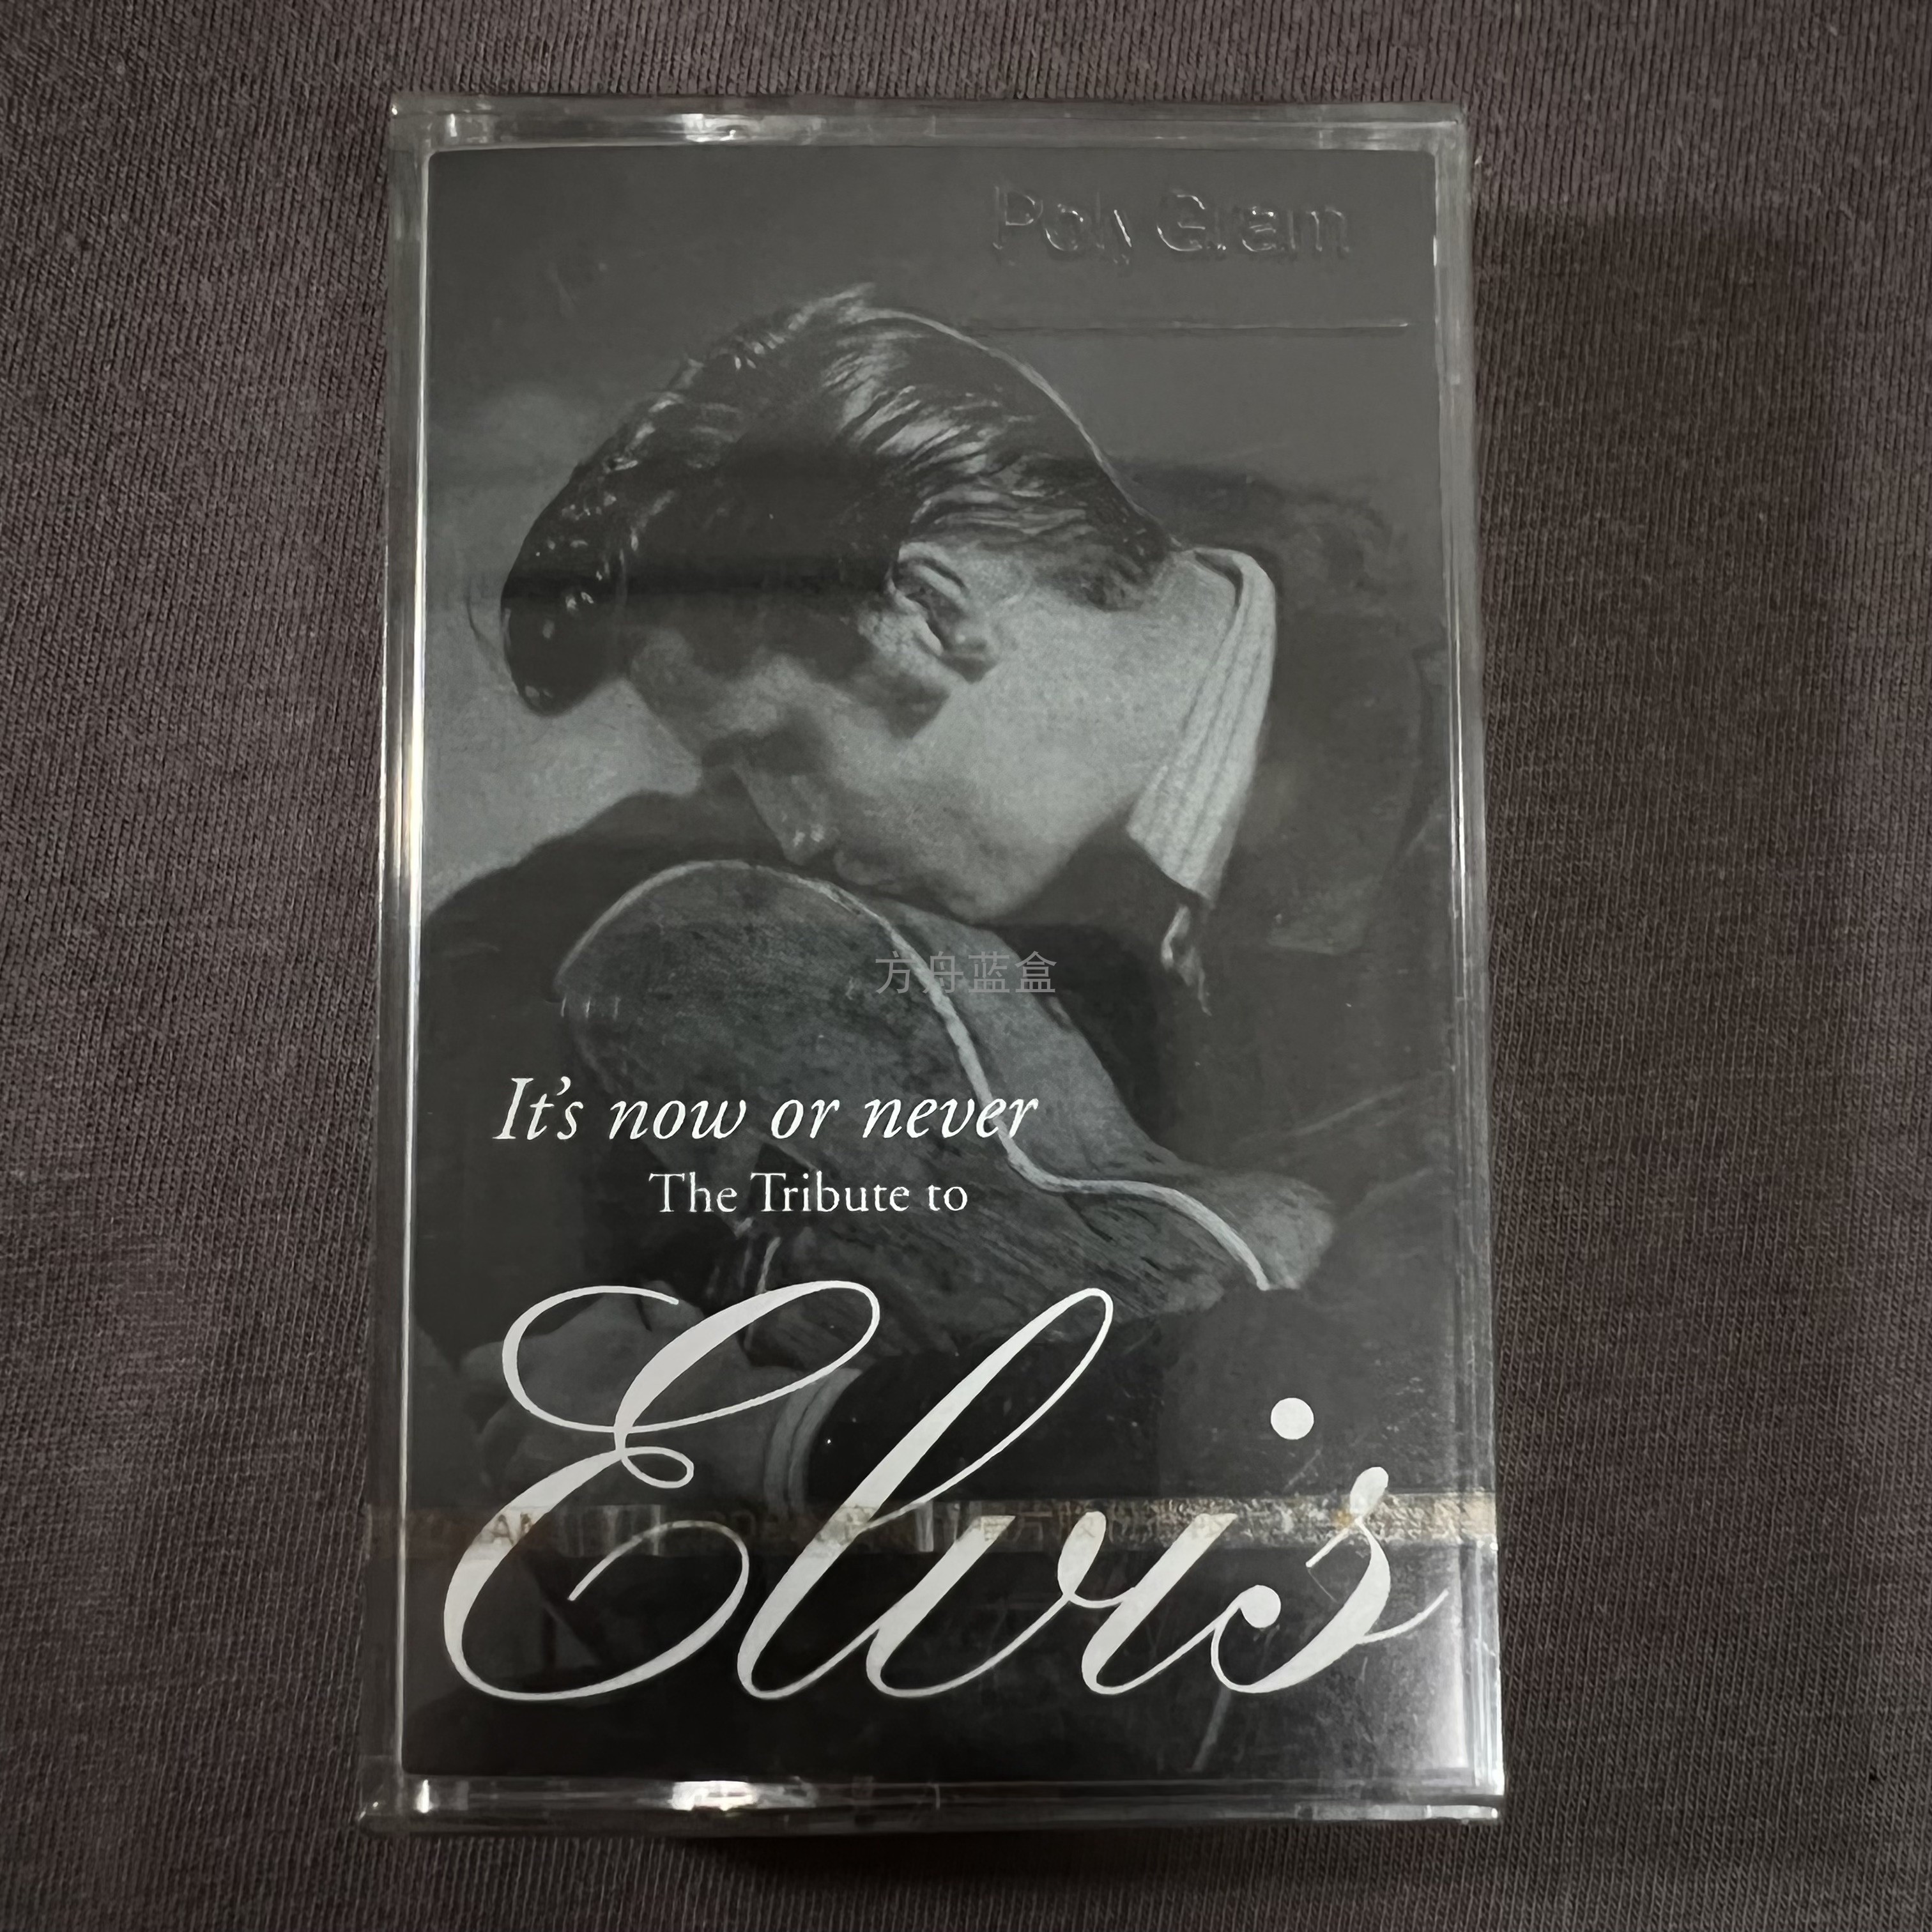 PolyGram
方舟蓝盒
It's now or never
The Tribute to
Elvis